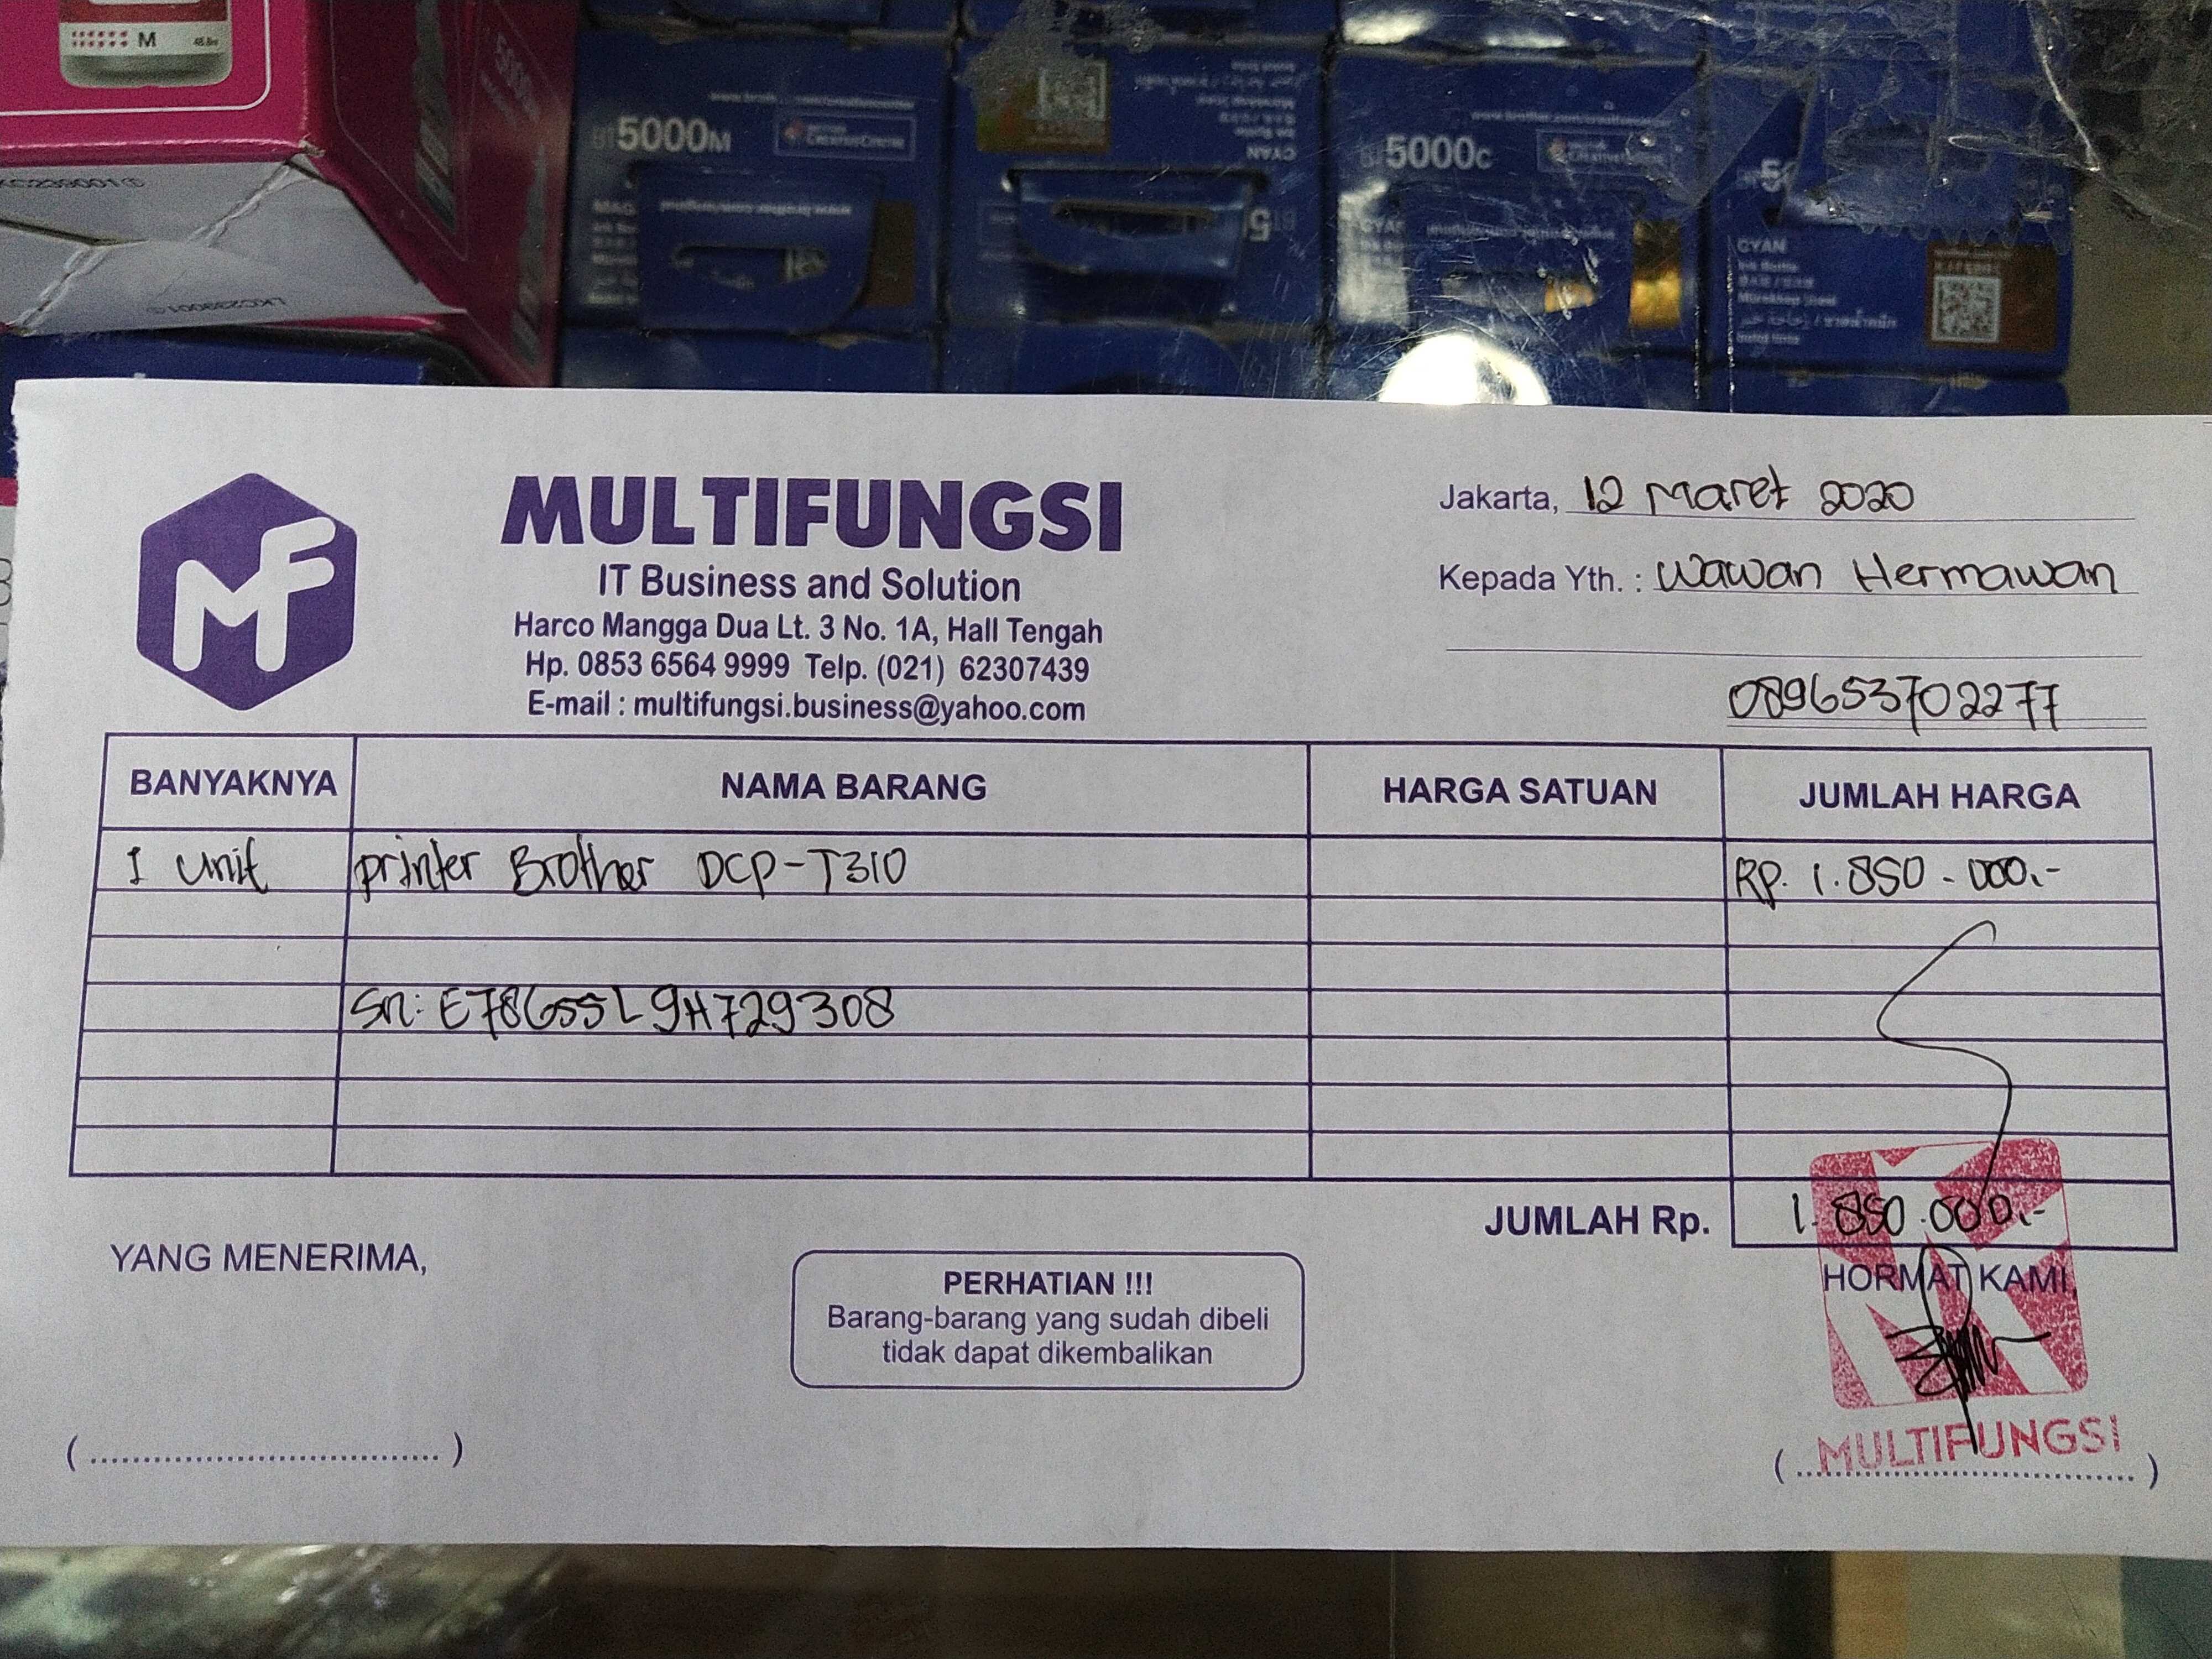 M
5000M
CYAN
5000C
CYAN
Ink Bottle
MF
MULTIFUNGSI
IT Business and Solution
Harco Mangga Dua Lt. 3 No. 1A, Hall Tengah
Hp. 0853 6564 9999 Telp. (021) 62307439
E-mail : multifungsi.business@yahoo.com
Jakarta, 12 Maret 2020
Kepada Yth. : Wawan Hermawan
089653702277
BANYAKNYA NAMA BARANG HARGA SATUAN JUMLAH HARGA
1 unit printer Brother DCP-T310 RP. 1.850.000.-
Sn: E78655L9H729308
JUMLAH Rp. 1.850.000.-
YANG MENERIMA,
PERHATIAN !!!
Barang-barang yang sudah dibeli
tidak dapat dikembalikan
HORMAT KAMI,
MULTIFUNGSI